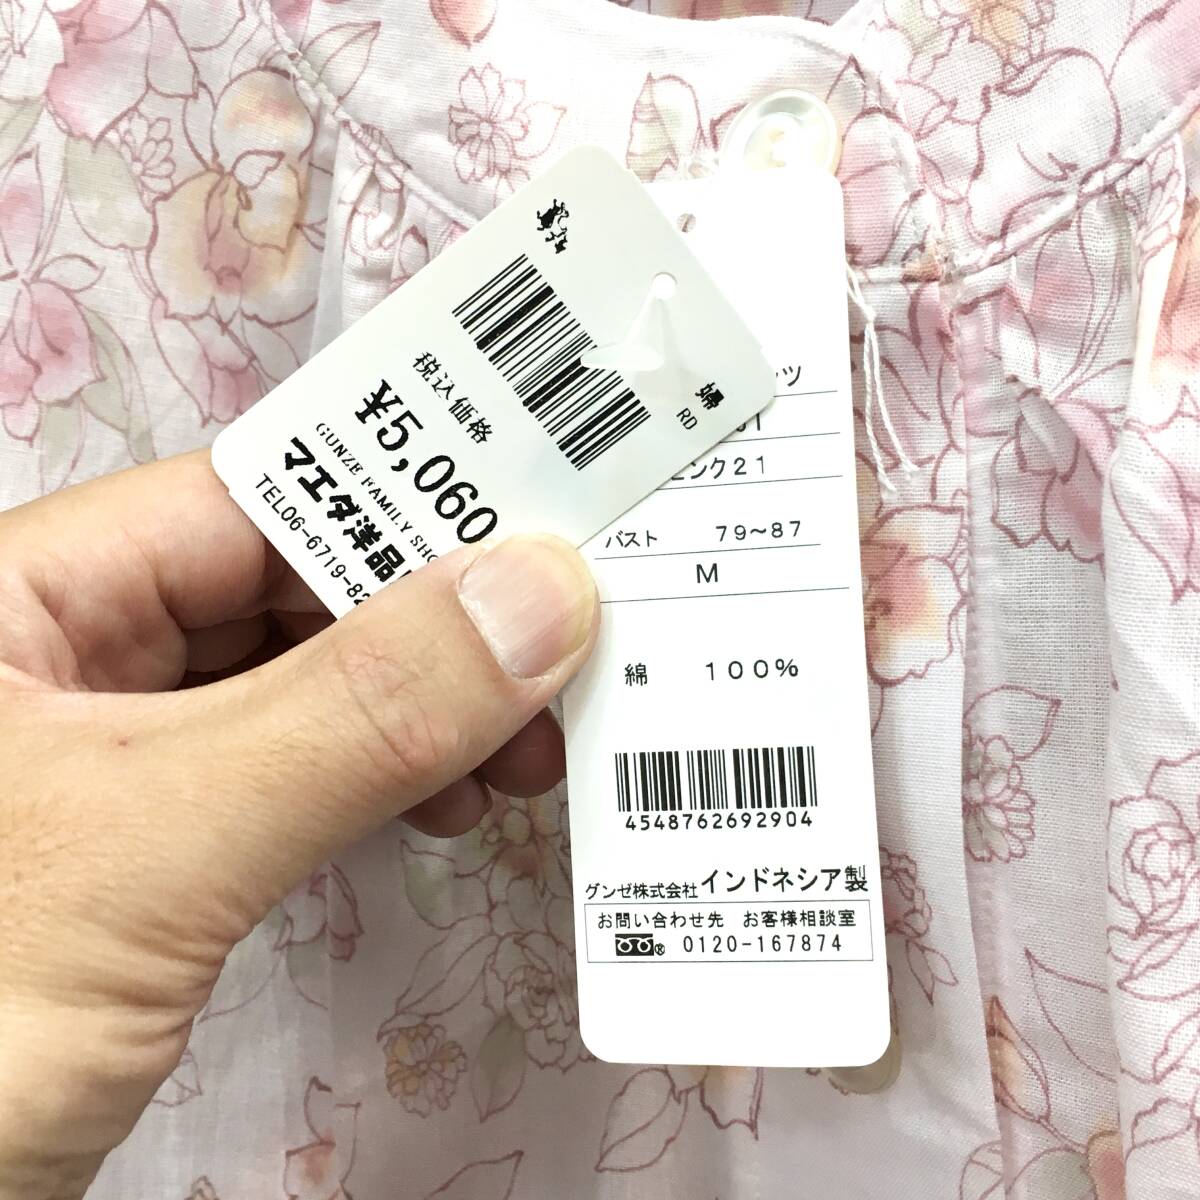 婦
RD
税込価格
¥5,060
GUNZE FAMILY
マエダ洋品
TEL06-6719-82
ンク21
バスト 79~87
M
綿 100%
4548762692904
グンゼ株式会社インドネシア製
お問い合わせ先 お客様相談室
0120-167874